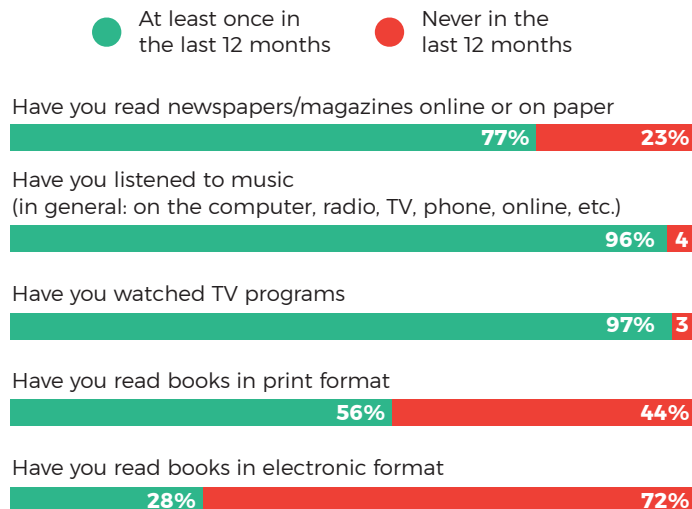 At least once in
the last 12 months
Never in the
last 12 months
Have you read newspapers/magazines online or on paper
77% 23%
Have you listened to music
(in general: on the computer, radio, TV, phone, online, etc.)
96% 4
Have you watched TV programs
97% 3
Have you read books in print format
56% 44%
Have you read books in electronic format
28% 72%